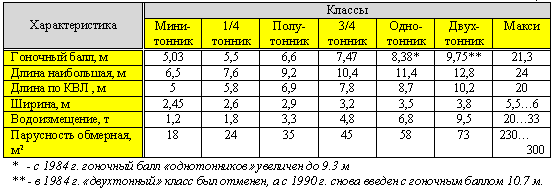 Характеристика
Классы
Мини-тонник
1/4 тонник
Полу-тонник
3/4 тонник
Одно-тонник
Двух-тонник
Макси
Гоночный балл, м 5,03 5,5 6,6 7,47 8,38* 9,75** 21,3
Длина наибольшая, м 6,5 7,6 9,2 10,4 11,4 12,8 24
Длина по КВЛ , м 5 5,8 6,9 7,8 8,7 10,2 20
Ширина, м 2,45 2,6 2,9 3,2 3,5 3,8 5,5…6
Водоизмещение, т 1,2 1,8 3,3 4,8 6,8 9,5 20…33
Парусность обмерная, 18 24 35 45 58 73 230…
м² 300
* - с 1984 г. гоночный балл «однотонников» увеличен до 9.3 м
** - в 1984 г. «двухтонный» класс был отменен, а с 1990 г. снова введен с гоночным баллом 10.7 м.